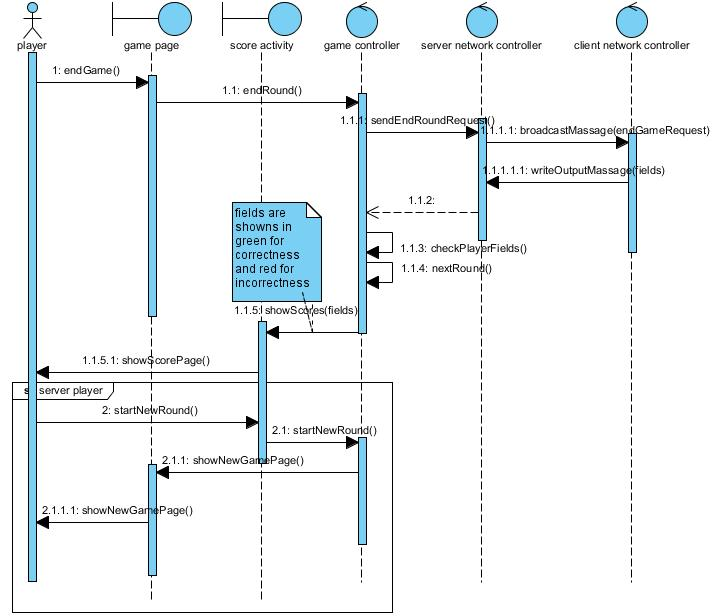 player
game page
score activity
game controller
server network controller
client network controller
1: endGame()
1.1: endRound()
1.1.1: sendEndRoundRequest()
1.1.1.1: broadcastMassage(endGameRequest)
1.1.1.1.1: writeOutputMassage(fields)
1.1.2:
fields are
showns in
green for
correctness
and red for
incorrectness
1.1.3: checkPlayerFields()
1.1.4: nextRound()
1.1.5: showScores(fields)
1.1.5.1: showScorePage()
server player
2: startNewRound()
2.1: startNewRound()
2.1.1: showNewGamePage()
2.1.1.1: showNewGamePage()